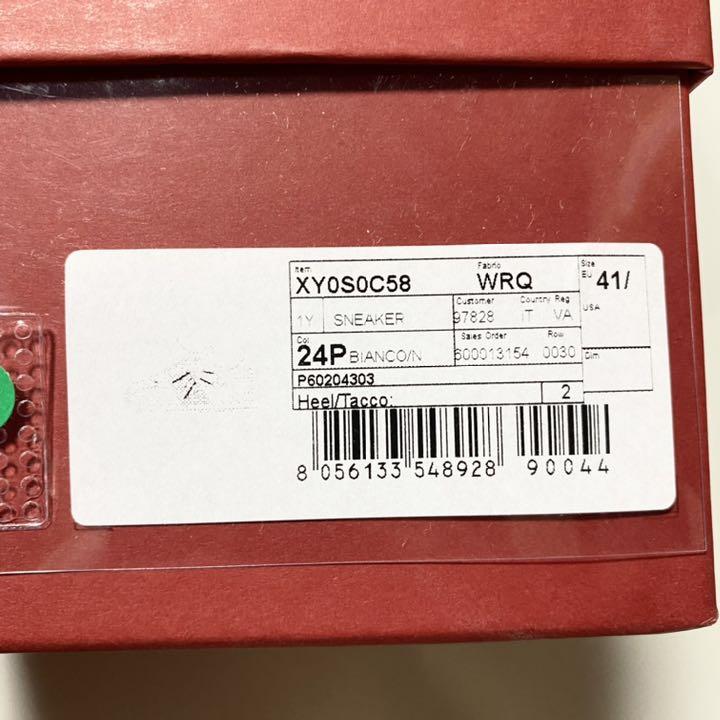 Item Fabric Size
XY0S0C58 WRQ EU 41/
Customer Country Reg USA
1Y SNEAKER 97828 IT VA
Col Sales Order Row
24P BIANCO/N 600013154 0030 Dim
P60204303
Heel/Tacco: 2
8 056133 548928 90044